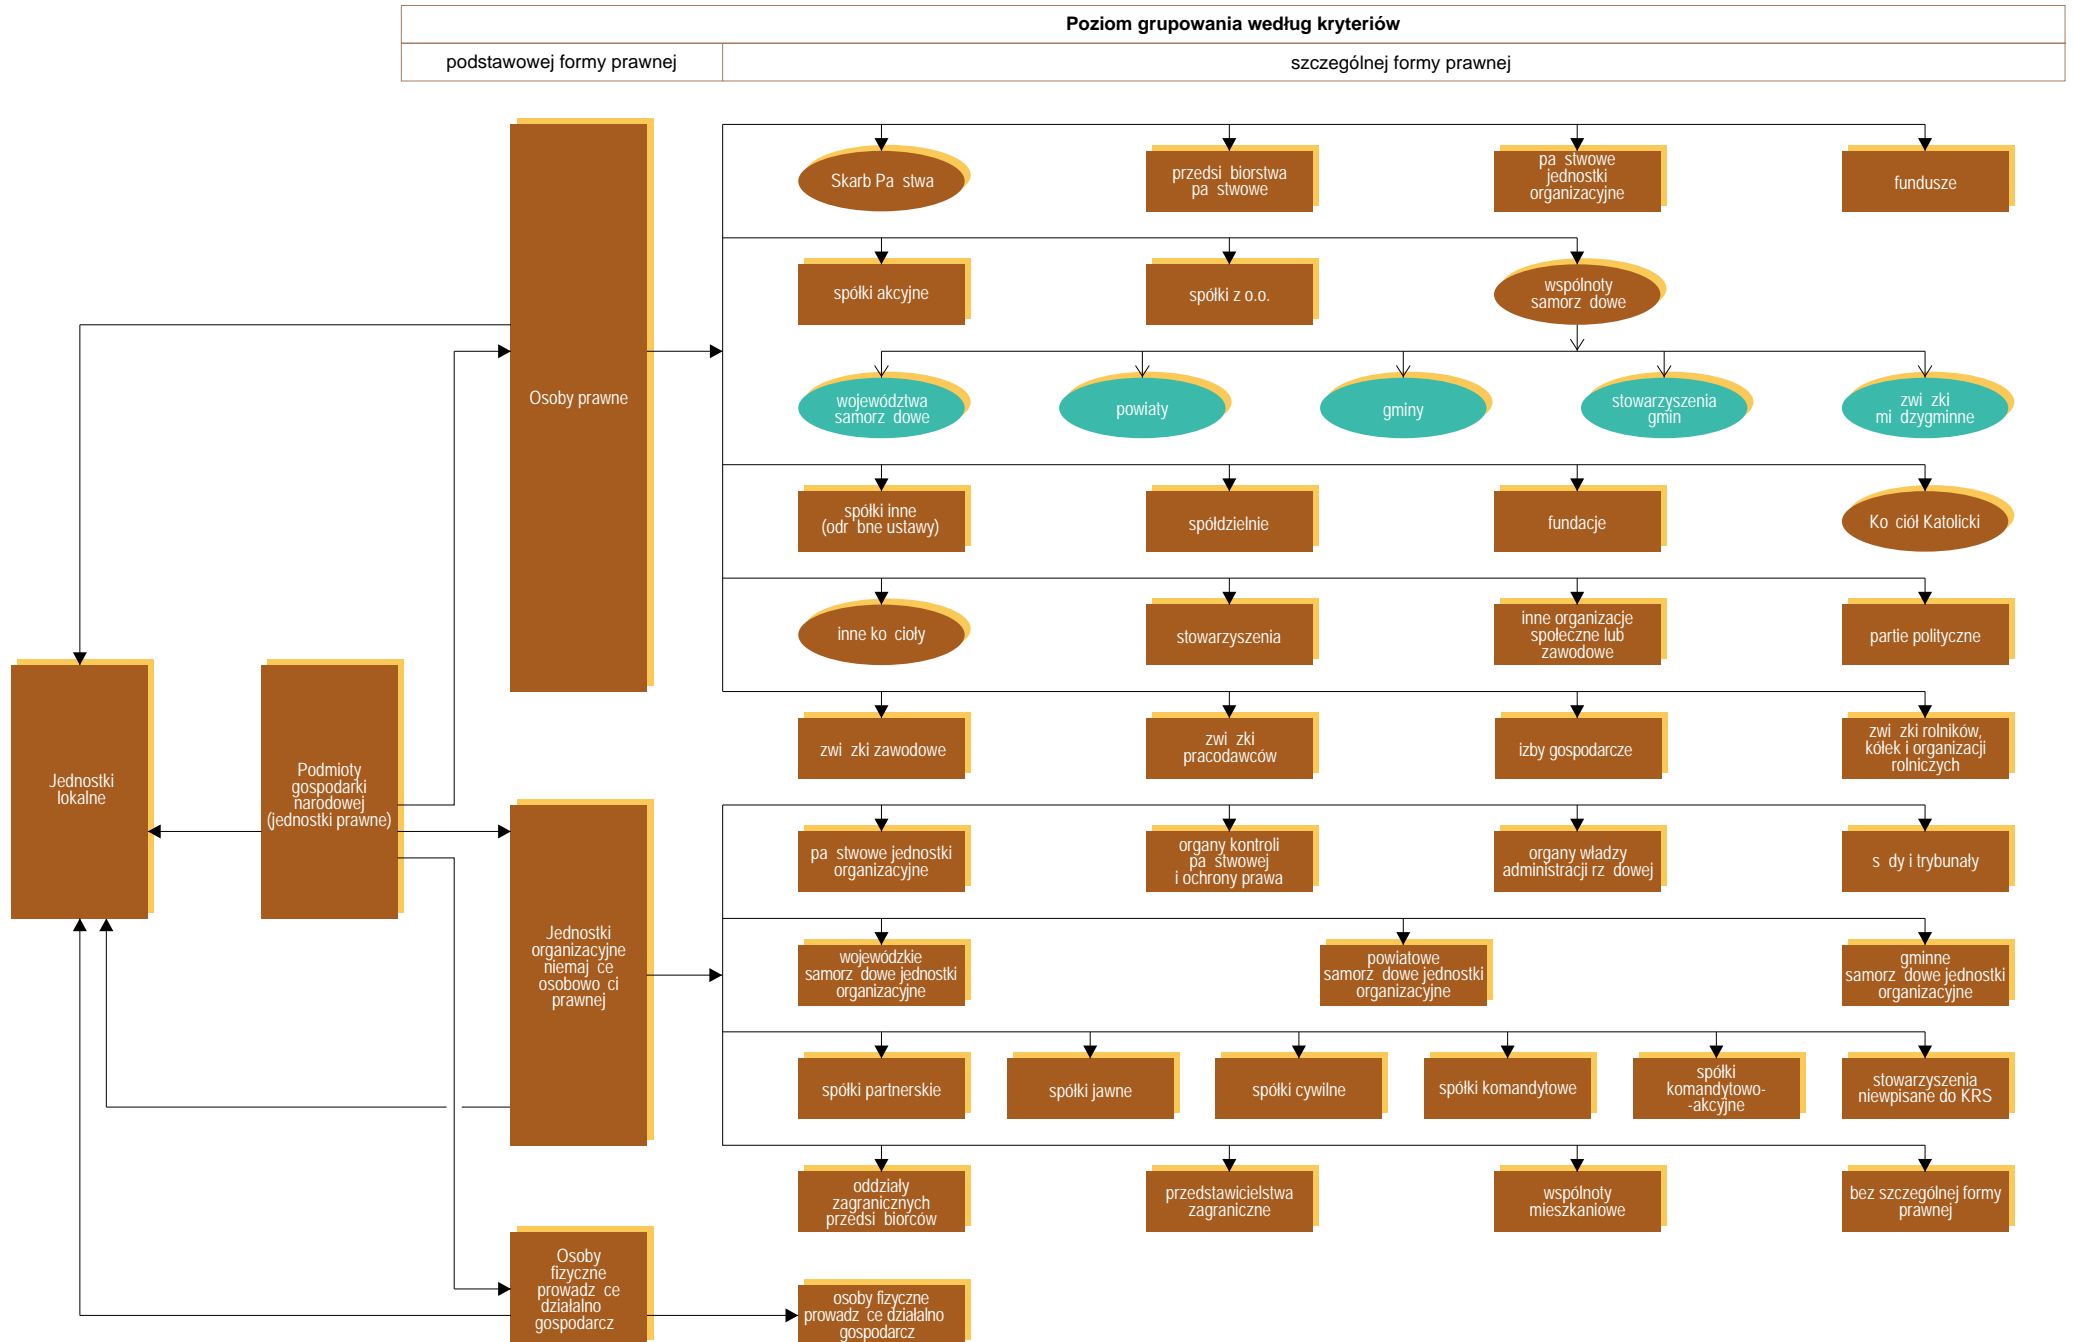 Poziom grupowania według kryteriów
podstawowej formy prawnej
szczególnej formy prawnej
Skarb Pa stwa
przedsi biorstwa
pa stwowe
pa stwowe
jednostki
organizacyjne
fundusze
spółki akcyjne
spółki z o.o.
wspólnoty
samorz dowe
Osoby prawne
województwa
samorz dowe
powiaty
gminy
stowarzyszenia
gmin
zwi zki
mi dzygminne
spółki inne
(odr bne ustawy)
spółdzielnie
fundacje
Ko ciół Katolicki
inne ko cioły
stowarzyszenia
inne organizacje
społeczne lub
zawodowe
partie polityczne
zwi zki zawodowe
zwi zki
pracodawców
izby gospodarcze
zwi zki rolników,
kółek i organizacji
rolniczych
Jednostki
lokalne
Podmioty
gospodarki
narodowej
(jednostki prawne)
pa stwowe jednostki
organizacyjne
organy kontroli
pa stwowej
i ochrony prawa
organy władzy
administracji rz dowej
s dy i trybunały
Jednostki
organizacyjne
niemaj ce
osobowo ci
prawnej
wojewódzkie
samorz dowe jednostki
organizacyjne
powiatowe
samorz dowe jednostki
organizacyjne
gminne
samorz dowe jednostki
organizacyjne
spółki partnerskie
spółki jawne
spółki cywilne
spółki komandytowe
spółki
komandytowo-
-akcyjne
stowarzyszenia
niewpisane do KRS
oddziały
zagranicznych
przedsi biorców
przedstawicielstwa
zagraniczne
wspólnoty
mieszkaniowe
bez szczególnej formy
prawnej
Osoby
fizyczne
prowadz ce
działalno
gospodarcz
osoby fizyczne
prowadz ce działalno
gospodarcz